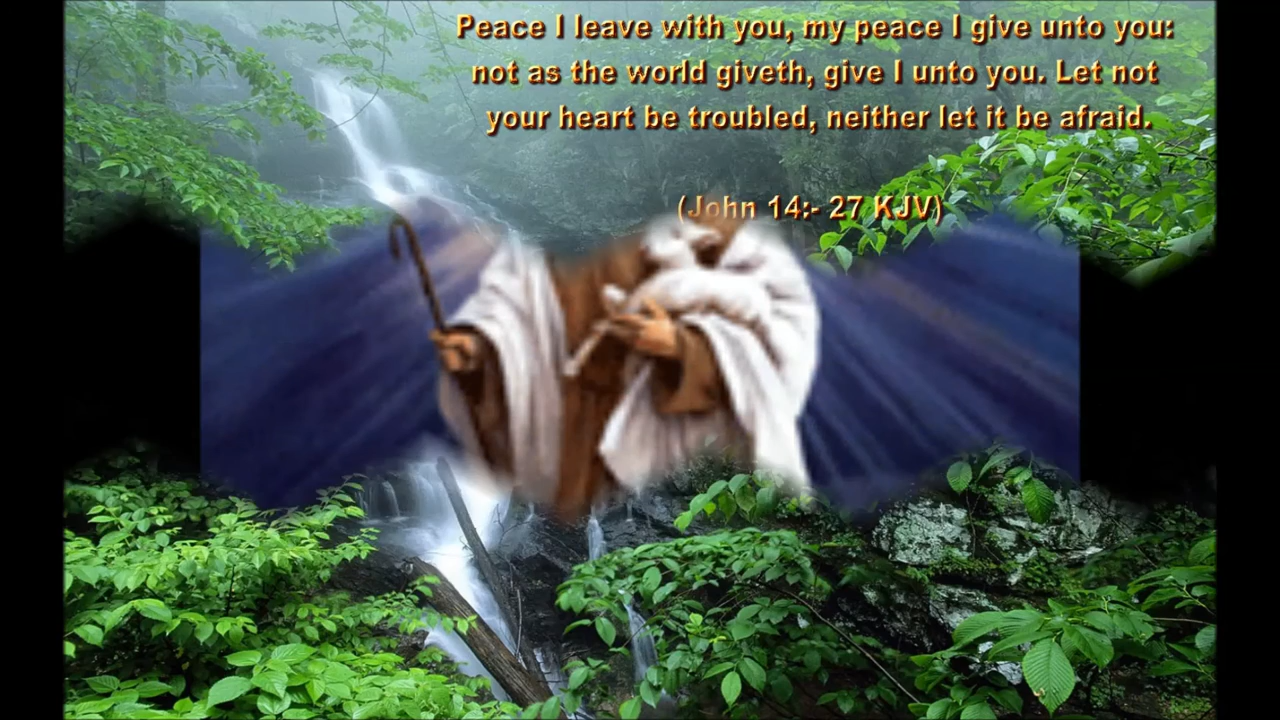 Peace I leave with you, my peace I give unto you:
not as the world giveth, give I unto you. Let not
your heart be troubled, neither let it be afraid.
(John 14:- 27 KJV)